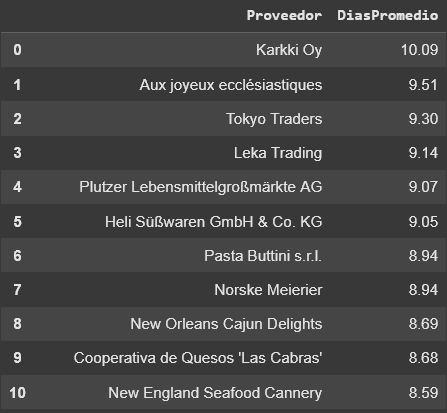 Proveedor DiasPromedio
0 Karkki Oy 10.09
1 Aux joyeux ecclésiastiques 9.51
2 Tokyo Traders 9.30
3 Leka Trading 9.14
4 Plutzer Lebensmittelgroßmärkte AG 9.07
5 Heli Süßwaren GmbH & Co. KG 9.05
6 Pasta Buttini s.r.l. 8.94
7 Norske Meierier 8.94
8 New Orleans Cajun Delights 8.69
9 Cooperativa de Quesos 'Las Cabras' 8.68
10 New England Seafood Cannery 8.59